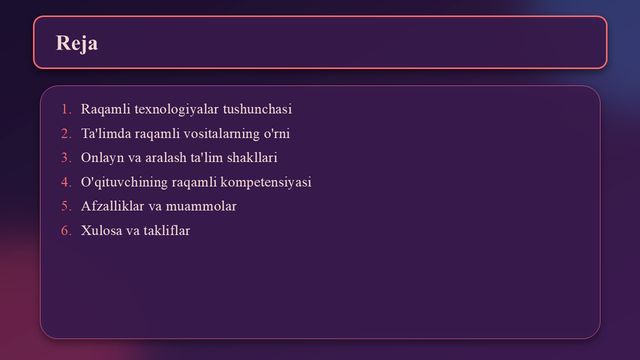 Reja
1. Raqamli texnologiyalar tushunchasi
2. Ta'limda raqamli vositalarning o'rni
3. Onlayn va aralash ta'lim shakllari
4. O'qituvchining raqamli kompetensiyasi
5. Afzalliklar va muammolar
6. Xulosa va takliflar